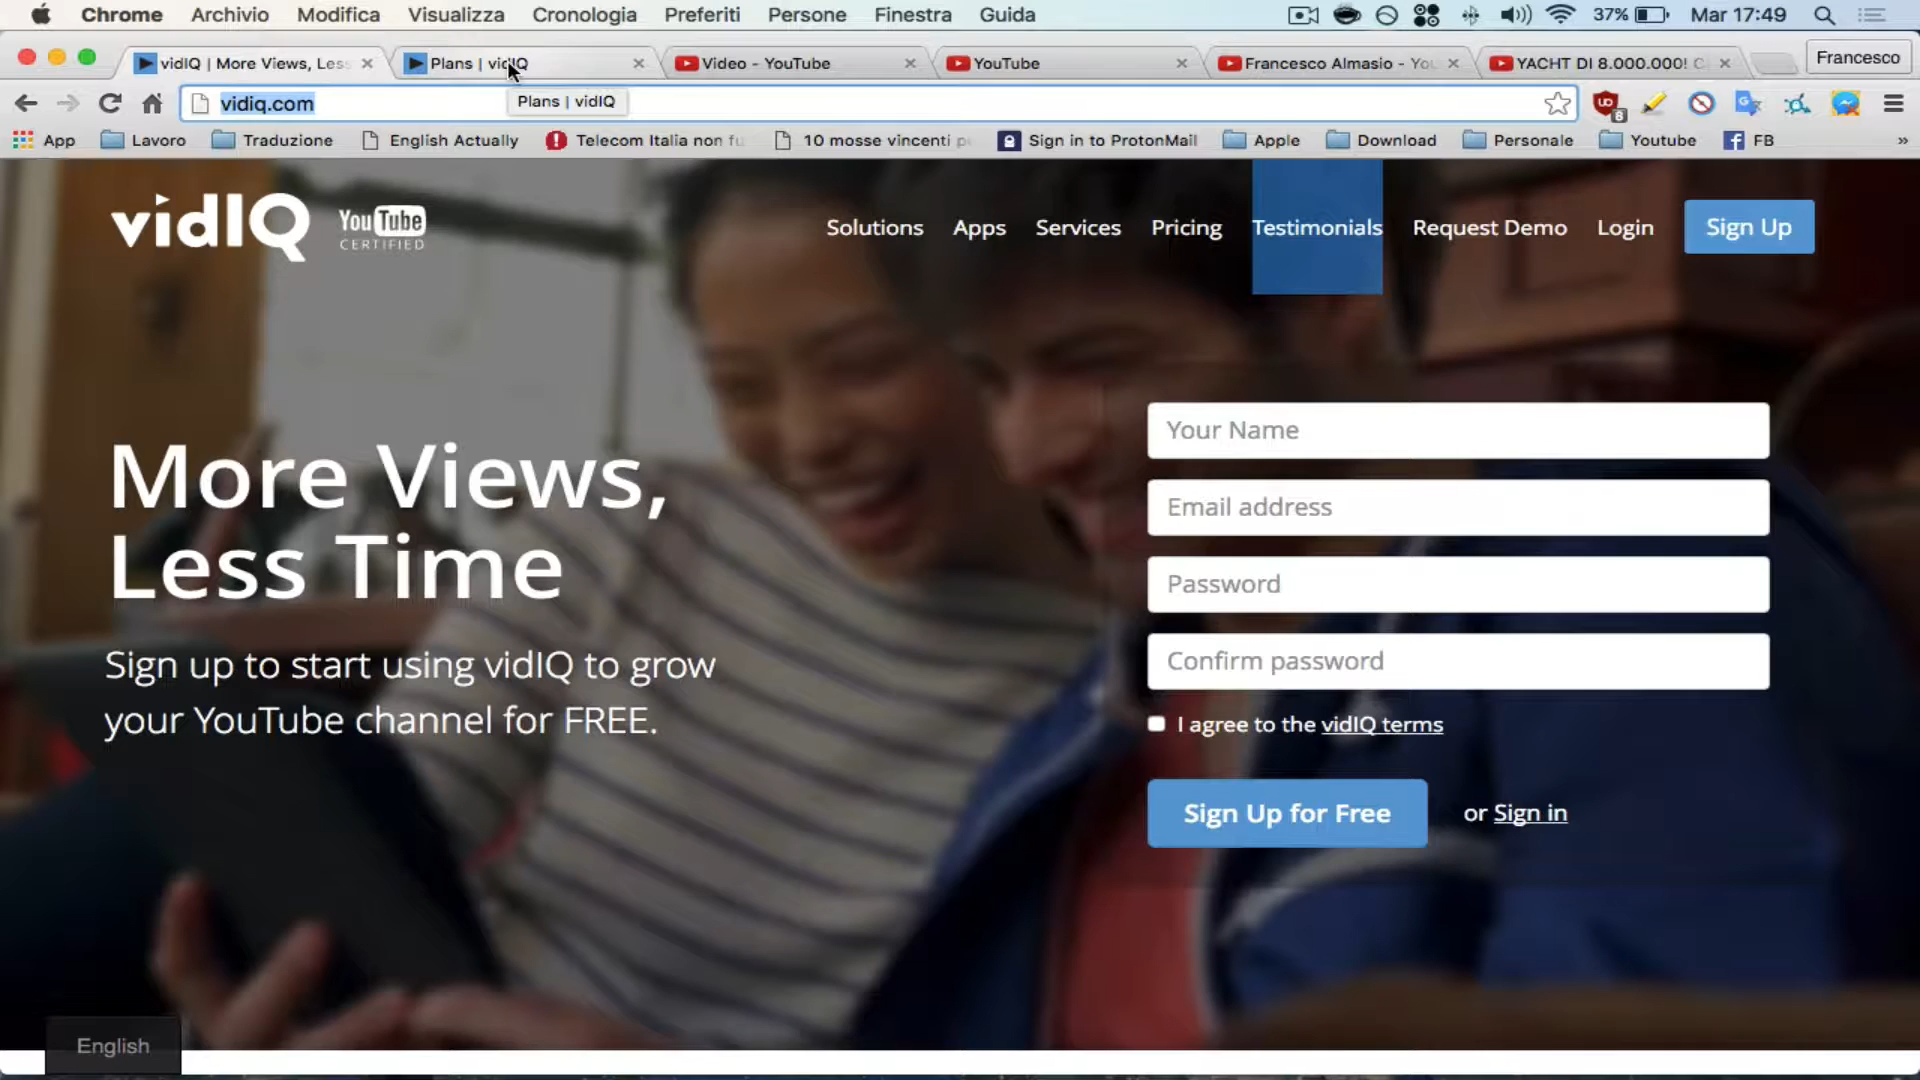 Chrome Archivio Modifica Visualizza Cronologia Preferiti Persone Finestra Guida 37% Mar 17:49
vidIQ | More Views, Les Plans | vidIQ Video - YouTube YouTube Francesco Almasio - You YACHT DI 8.000.000! Francesco
vidiq.com Plans | vidIQ
App Lavoro Traduzione English Actually Telecom Italia non 10 mosse vincenti Sign in to ProtonMail Apple Download Personale Youtube FB »
vidIQ YouTube CERTIFIED Solutions Apps Services Pricing Testimonials Request Demo Login Sign Up
More Views,
Less Time
Sign up to start using vidIQ to grow
your YouTube channel for FREE.
Your Name
Email address
Password
Confirm password
I agree to the vidIQ terms
Sign Up for Free or Sign in
English